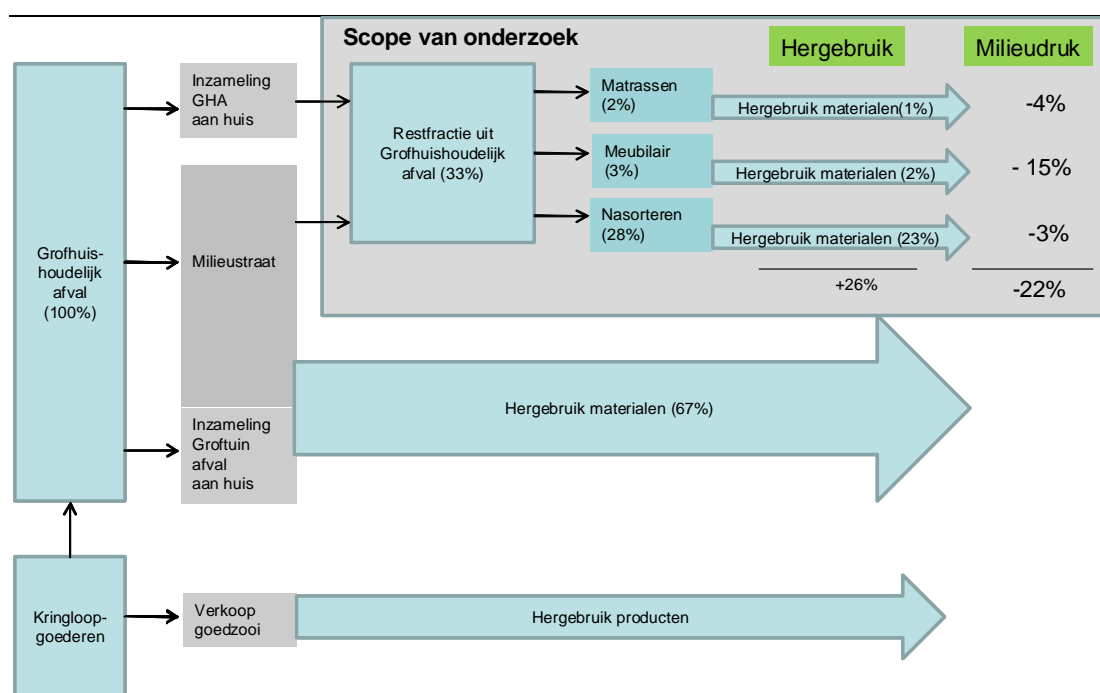 Scope van onderzoek
Hergebruik
Milieudruk
Grofhuis-
houdelijk
afval
(100%)
Inzameling
GHA
aan huis
Milieustraat
Inzameling
Groftuin
afval
aan huis
Restfractie uit
Grofhuishoudelijk
afval (33%)
Matrassen
(2%)
Hergebruik materialen(1%)
-4%
Meubilair
(3%)
Hergebruik materialen (2%)
- 15%
Nasorteren
(28%)
Hergebruik materialen (23%)
-3%
+26%
-22%
Hergebruik materialen (67%)
Kringloop-
goederen
Verkoop
goedzooi
Hergebruik producten